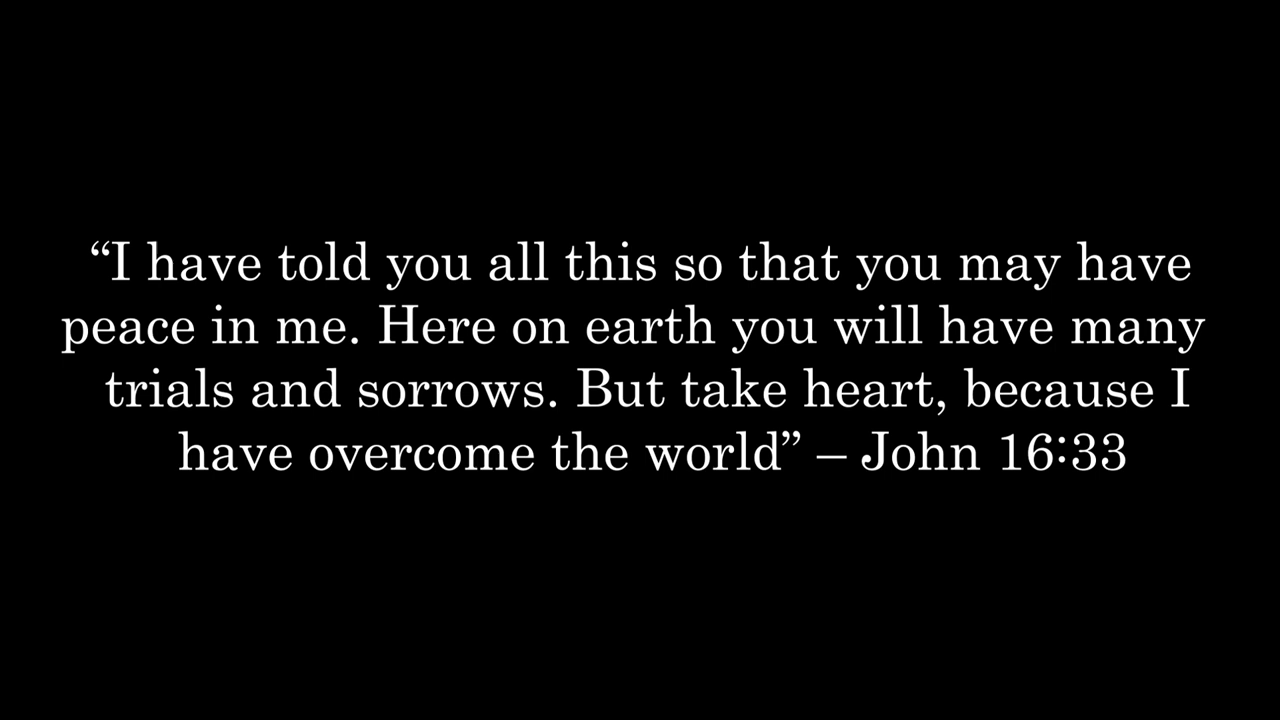 “I have told you all this so that you may have
peace in me. Here on earth you will have many
trials and sorrows. But take heart, because I
have overcome the world” – John 16:33